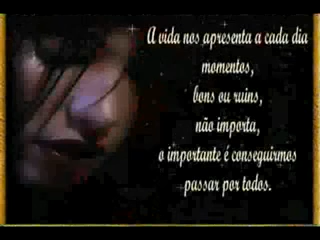 A vida nos apresenta a cada dia
momentos,
bons ou ruins,
não importa,
o importante é conseguirmos
passar por todos.